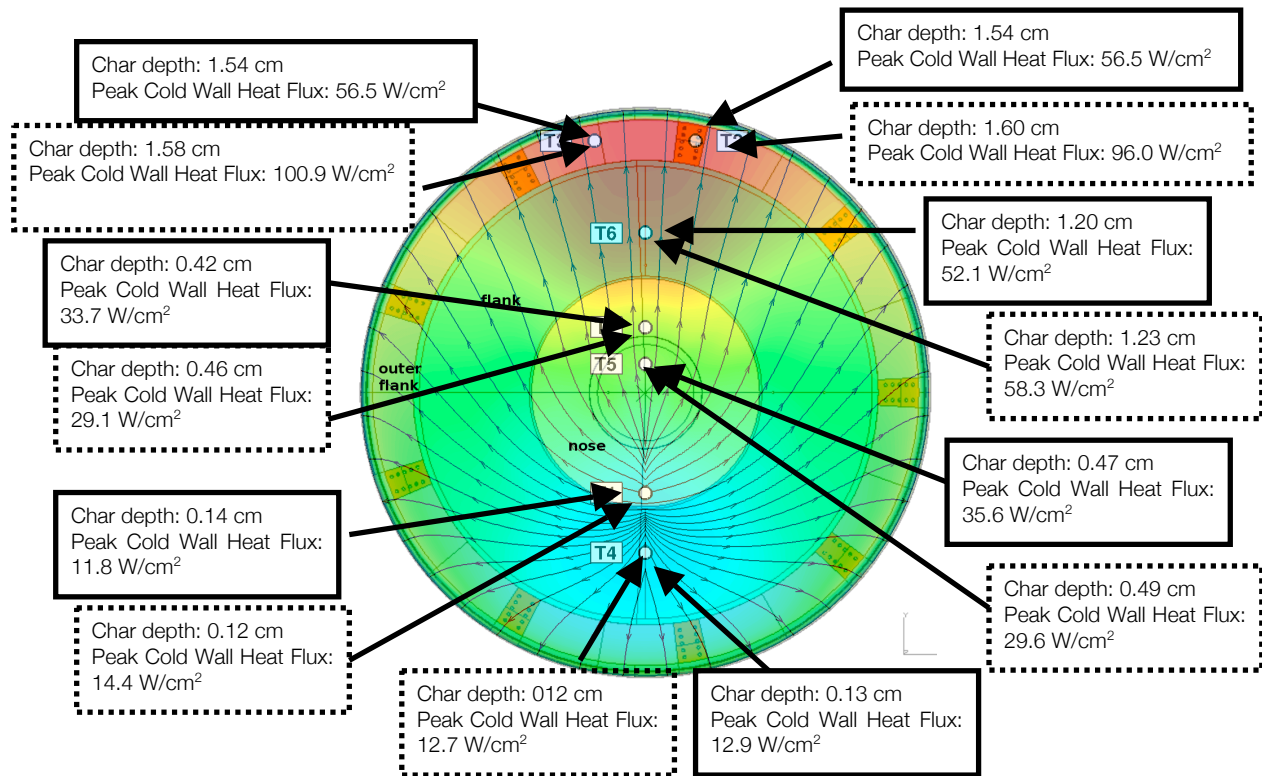 Char depth: 1.54 cm
Peak Cold Wall Heat Flux: 56.5 W/cm²
Char depth: 1.54 cm
Peak Cold Wall Heat Flux: 56.5 W/cm²
Char depth: 1.58 cm
Peak Cold Wall Heat Flux: 100.9 W/cm²
Char depth: 1.60 cm
Peak Cold Wall Heat Flux: 96.0 W/cm²
T6
Char depth: 1.20 cm
Peak Cold Wall Heat Flux:
52.1 W/cm²
Char depth: 0.42 cm
Peak Cold Wall Heat Flux:
33.7 W/cm²
flank
Char depth: 1.23 cm
Peak Cold Wall Heat Flux:
58.3 W/cm²
Char depth: 0.46 cm
Peak Cold Wall Heat Flux:
29.1 W/cm²
outer
flank
T5
nose
Char depth: 0.47 cm
Peak Cold Wall Heat Flux:
35.6 W/cm²
Char depth: 0.14 cm
Peak Cold Wall Heat Flux:
11.8 W/cm²
T4
Char depth: 0.49 cm
Peak Cold Wall Heat Flux:
29.6 W/cm²
Char depth: 0.12 cm
Peak Cold Wall Heat Flux:
14.4 W/cm²
Char depth: 012 cm
Peak Cold Wall Heat Flux:
12.7 W/cm²
Char depth: 0.13 cm
Peak Cold Wall Heat Flux:
12.9 W/cm²